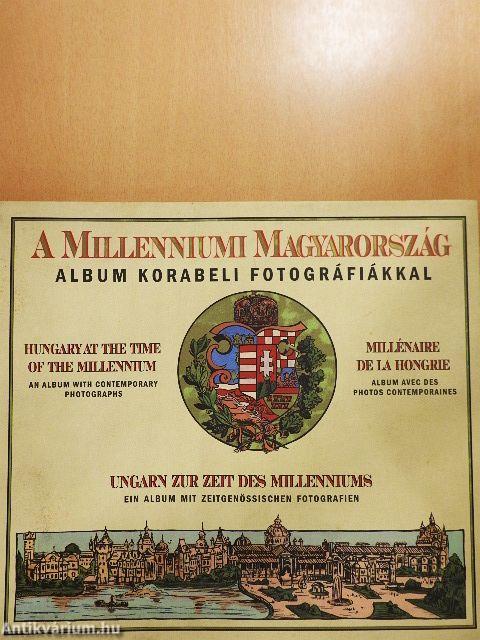 A MILLENNIUMI MAGYARORSZÁG
ALBUM KORABELI FOTOGRÁFIÁKKAL
HUNGARY AT THE TIME
OF THE MILLENNIUM
AN ALBUM WITH CONTEMPORARY
PHOTOGRAPHS
MILLÉNAIRE
DE LA HONGRIE
ALBUM AVEC DES
PHOTOS CONTEMPORAINES
UNGARN ZUR ZEIT DES MILLENNIUMS
EIN ALBUM MIT ZEITGENÖSSISCHEN FOTOGRAFIEN
Antikvárium.hu